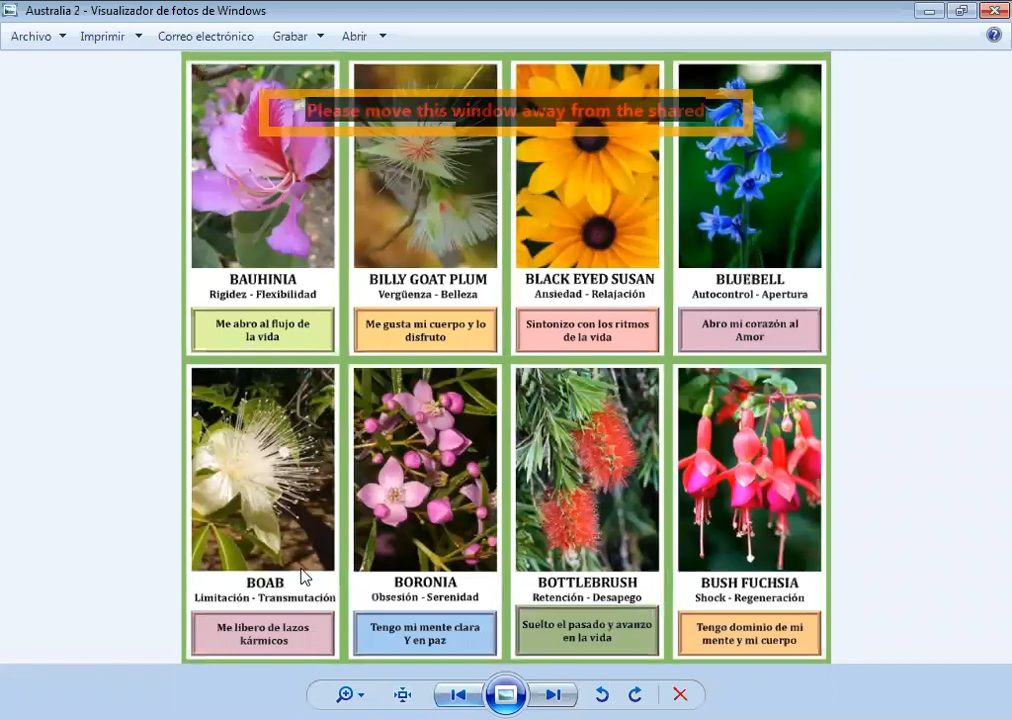 Australia 2 - Visualizador de fotos de Windows
Archivo Imprimir Correo electrónico Grabar Abrir
Please move this window away from the shared
BAUHINIA
Rigidez - Flexibilidad
Me abro al flujo de
la vida
BILLY GOAT PLUM
Vergüenza - Belleza
Me gusta mi cuerpo y lo
disfruto
BLACK EYED SUSAN
Ansiedad - Relajación
Sintonizo con los ritmos
de la vida
BLUEBELL
Autocontrol - Apertura
Abro mi corazón al
Amor
BOAB
Limitación - Transmutación
Me libero de lazos
kármicos
BORONIA
Obsesión - Serenidad
Tengo mi mente clara
Y en paz
BOTTLEBRUSH
Retención - Desapego
Suelto el pasado y avanzo
en la vida
BUSH FUCHSIA
Shock - Regeneración
Tengo dominio de mi
mente y mi cuerpo